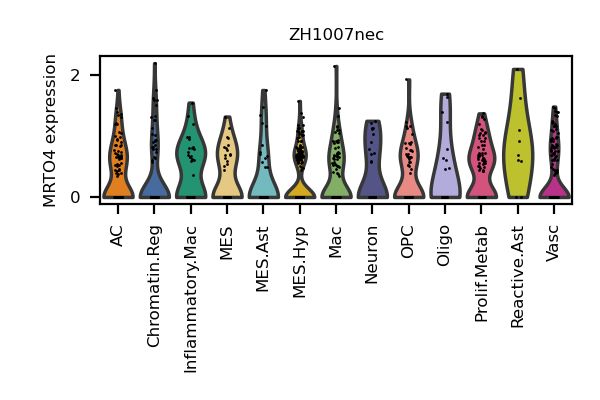 ZH1007nec
MRTO4 expression
2
0
AC
Chromatin.Reg
Inflammatory.Mac
MES
MES.Ast
MES.Hyp
Mac
Neuron
OPC
Oligo
Prolif.Metab
Reactive.Ast
Vasc